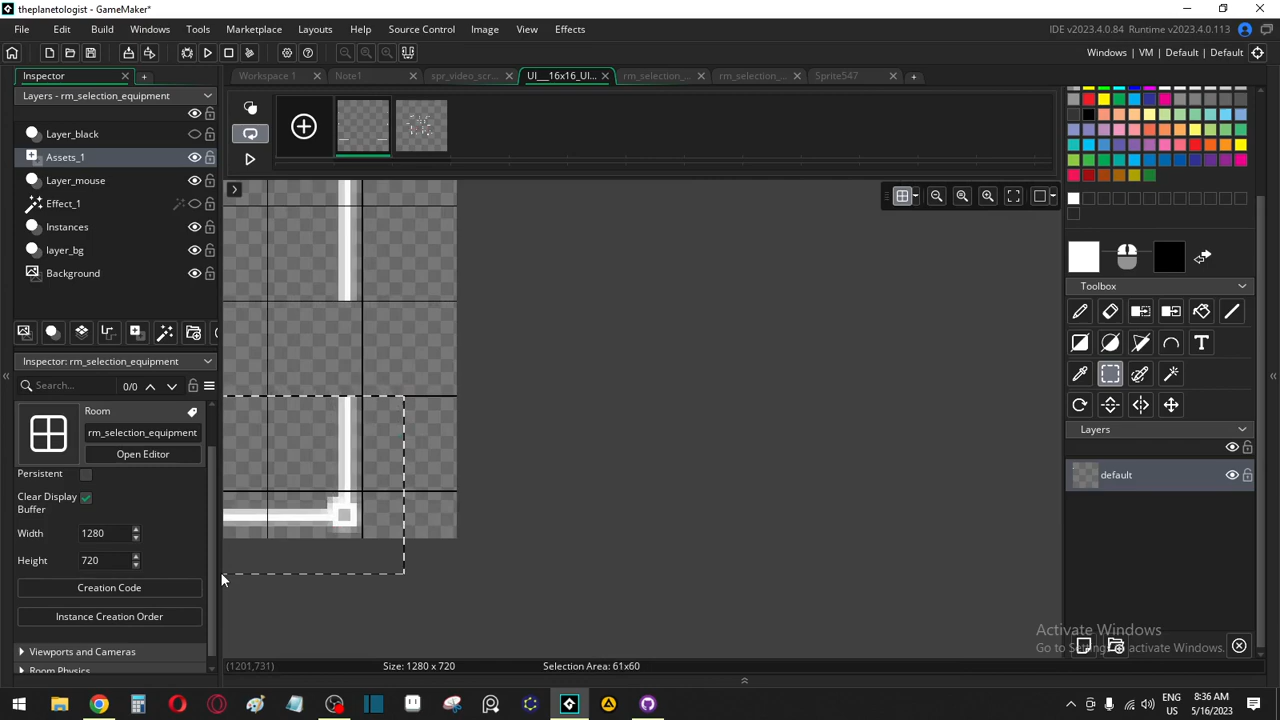 theplanetologist - GameMaker*
File Edit Build Windows Tools Marketplace Layouts Help Source Control Image View Effects
IDE v2023.4.0.84 Runtime v2023.4.0.113
Windows | VM | Default | Default
Inspector
Workspace 1
Note1
spr_video_scr...
UI__16x16_UI...
rm_selection_...
rm_selection_...
Sprite547
Layers - rm_selection_equipment
Layer_black
Assets_1
Layer_mouse
Effect_1
Instances
layer_bg
Background
Inspector: rm_selection_equipment
Search...
0/0
Room
rm_selection_equipment
Open Editor
Persistent
Clear Display
Buffer
Width
1280
Height
720
Creation Code
Instance Creation Order
Viewports and Cameras
Room Physics
Toolbox
Layers
default
(1201,731)
Size: 1280 x 720
Selection Area: 61x60
Activate Windows
Go to Settings to activate Windows.
ENG
US
8:36 AM
5/16/2023